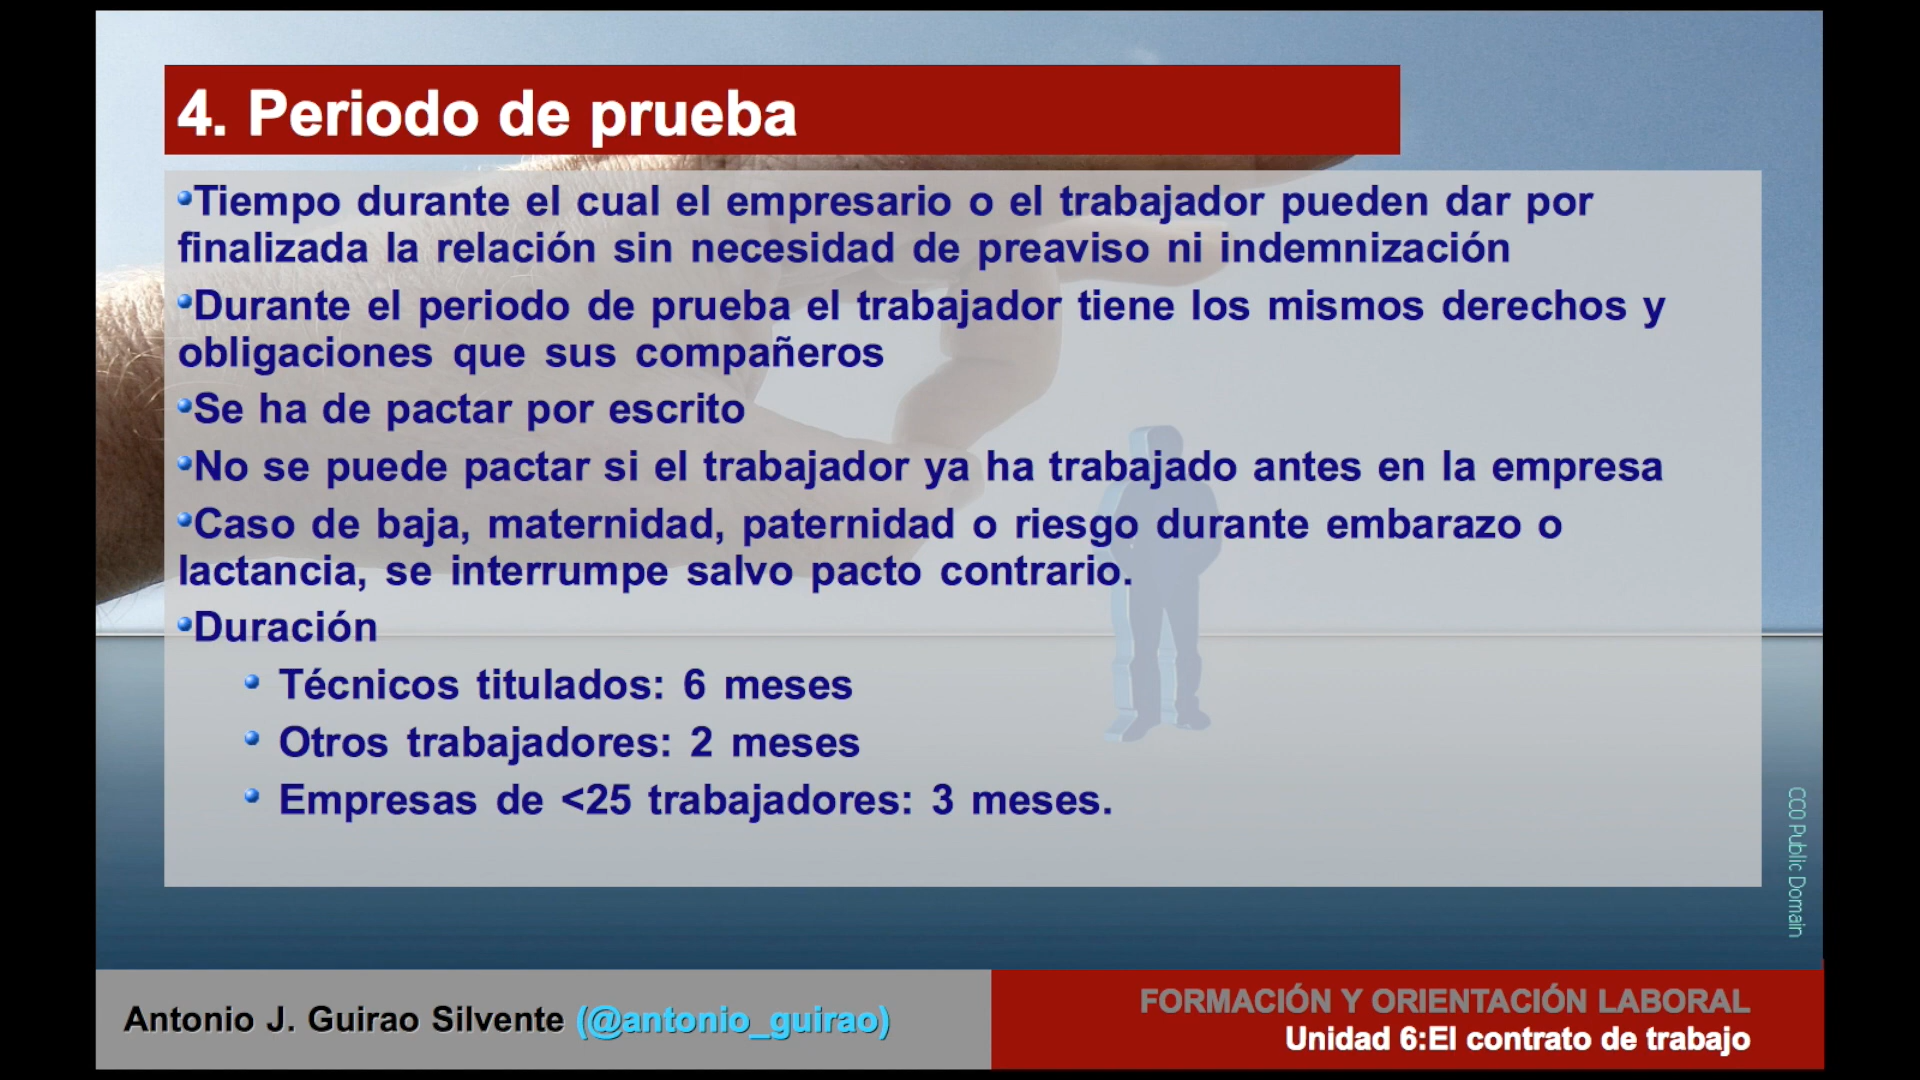 4. Periodo de prueba
•Tiempo durante el cual el empresario o el trabajador pueden dar por
finalizada la relación sin necesidad de preaviso ni indemnización
•Durante el periodo de prueba el trabajador tiene los mismos derechos y
obligaciones que sus compañeros
•Se ha de pactar por escrito
•No se puede pactar si el trabajador ya ha trabajado antes en la empresa
•Caso de baja, maternidad, paternidad o riesgo durante embarazo o
lactancia, se interrumpe salvo pacto contrario.
•Duración
• Técnicos titulados: 6 meses
• Otros trabajadores: 2 meses
• Empresas de <25 trabajadores: 3 meses.
CC0 Public Domain
Antonio J. Guirao Silvente (@antonio_guirao)
FORMACIÓN Y ORIENTACIÓN LABORAL
Unidad 6:El contrato de trabajo